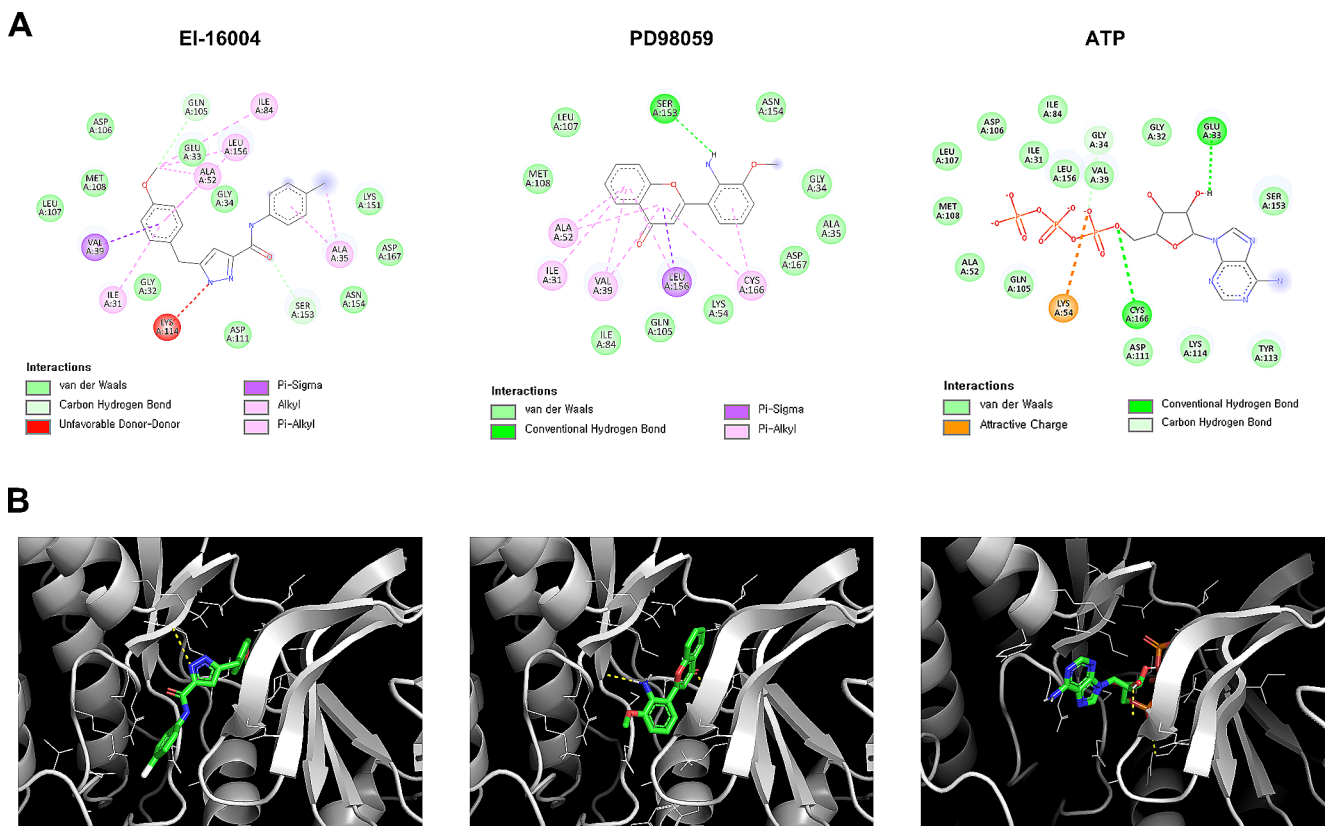 A
EI-16004
PD98059
ATP
GLN
A:105
ILE
A:84
ASP
A:106
GLU
A:33
LEU
A:156
ALA
A:52
MET
A:108
GLY
A:34
LEU
A:107
LYS
A:151
O
N
H
VAL
A:39
O
ALA
A:35
ASP
A:167
GLY
A:32
N
N
H
ILE
A:31
SER
A:153
ASN
A:154
LYS
A:114
ASP
A:111
Interactions
van der Waals
Carbon Hydrogen Bond
Unfavorable Donor-Donor
Pi-Sigma
Alkyl
Pi-Alkyl
SER
A:153
ASN
A:154
LEU
A:107
H
N
O
MET
A:108
O
GLY
A:34
ALA
A:52
O
ALA
A:35
ILE
A:31
VAL
A:39
LEU
A:156
CYS
A:166
ASP
A:167
LYS
A:54
GLN
A:105
ILE
A:84
Interactions
van der Waals
Conventional Hydrogen Bond
Pi-Sigma
Pi-Alkyl
ILE
A:84
ASP
A:106
GLY
A:34
GLY
A:32
GLU
A:33
LEU
A:107
ILE
A:31
LEU
A:156
VAL
A:39
MET
A:108
SER
A:153
ALA
A:52
GLN
A:105
LYS
A:54
CYS
A:166
ASP
A:111
LYS
A:114
TYR
A:113
Interactions
van der Waals
Attractive Charge
Conventional Hydrogen Bond
Carbon Hydrogen Bond
B